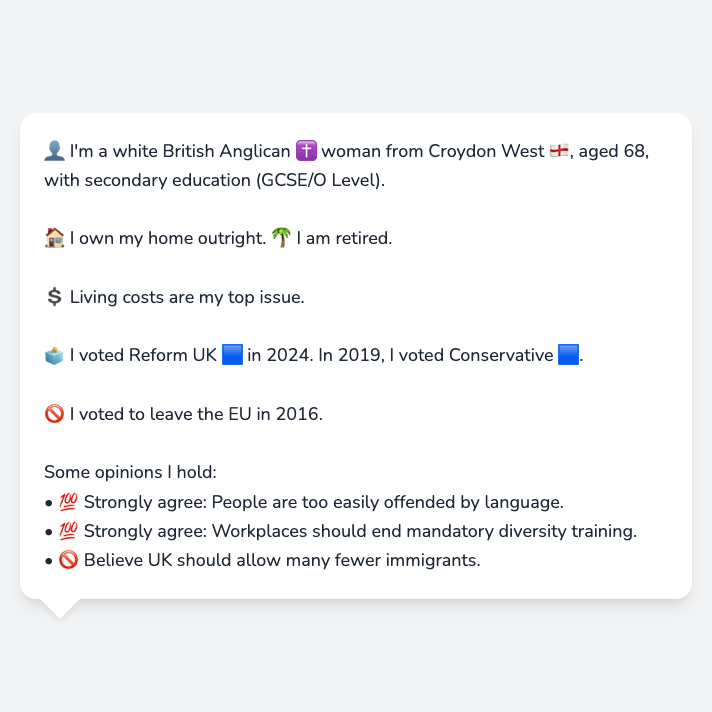 👤 I'm a white British Anglican ✝️ woman from Croydon West 🏴󠁧󠁢󠁥󠁮󠁧󠁿, aged 68,
with secondary education (GCSE/O Level).
🏠 I own my home outright. 🌴 I am retired.
💲 Living costs are my top issue.
🗳️ I voted Reform UK 🟦 in 2024. In 2019, I voted Conservative 🟦.
🚫 I voted to leave the EU in 2016.
Some opinions I hold:
• 💯 Strongly agree: People are too easily offended by language.
• 💯 Strongly agree: Workplaces should end mandatory diversity training.
• 🚫 Believe UK should allow many fewer immigrants.